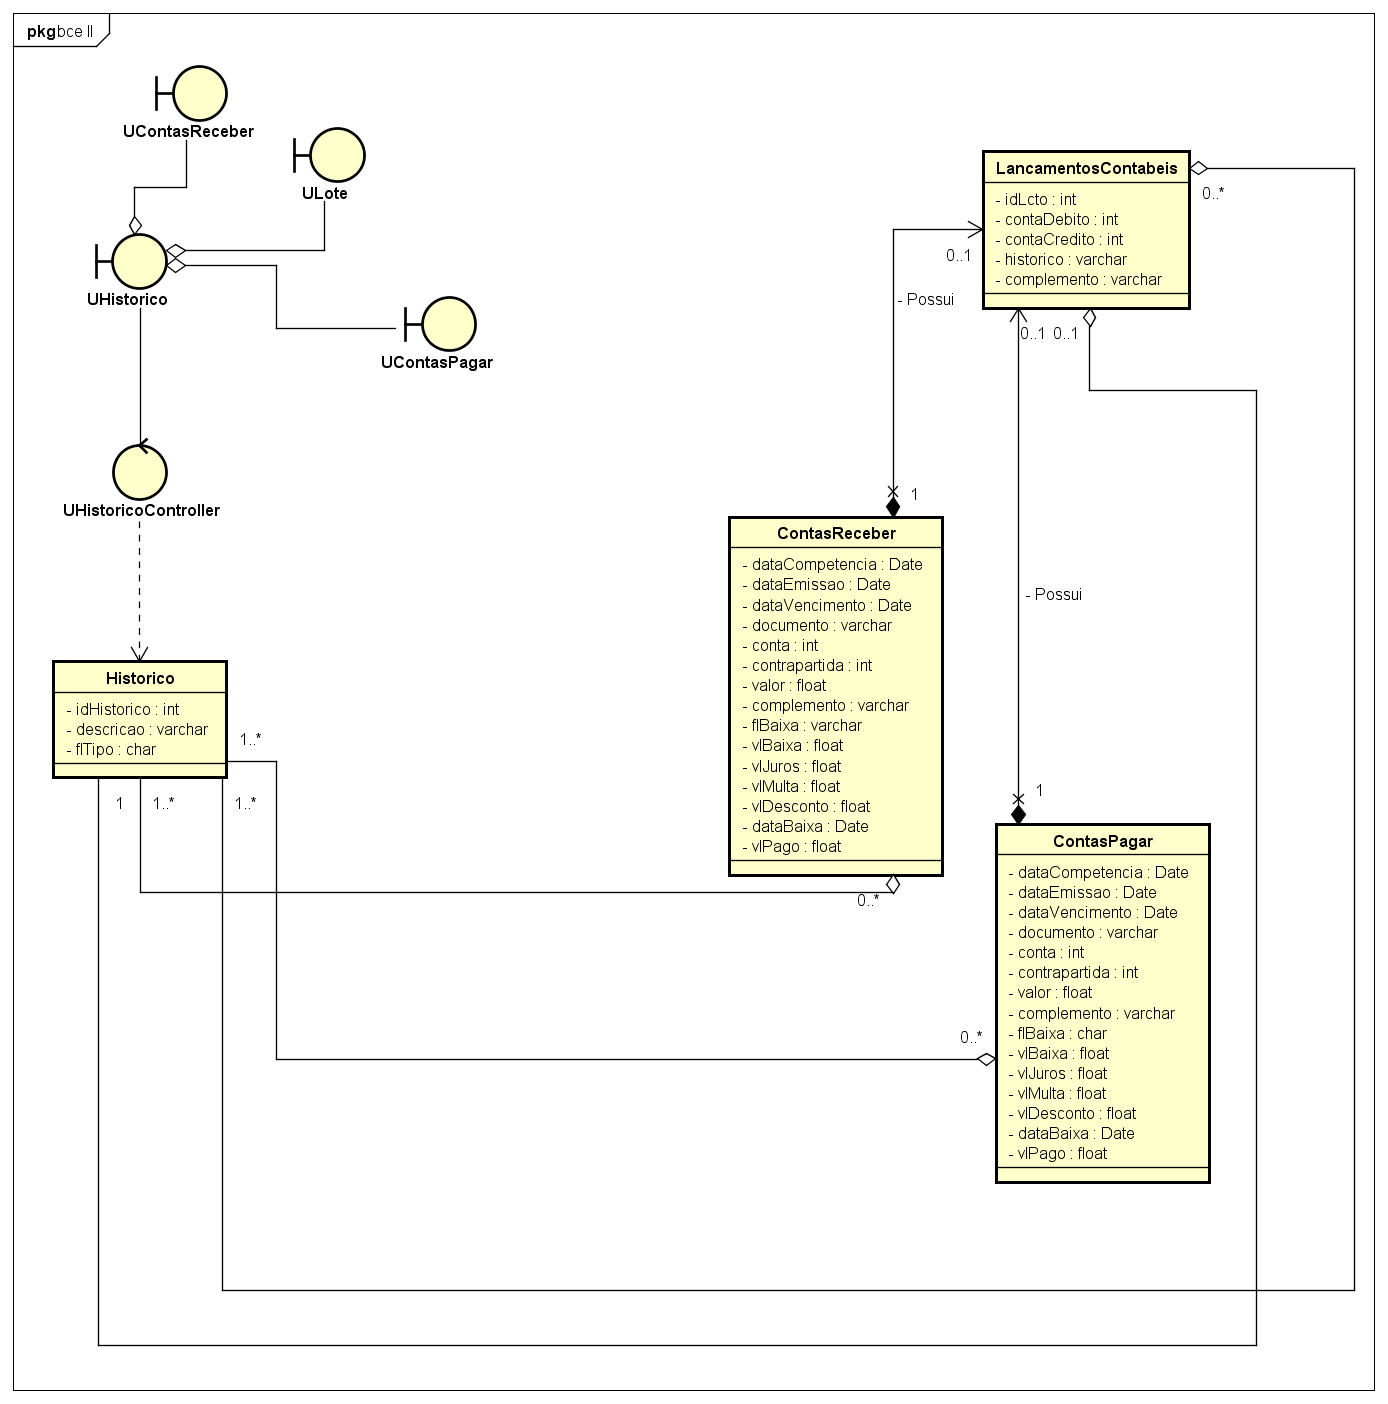 pkg bce II
UContasReceber
ULote
UHistorico
UContasPagar
UHistoricoController
LancamentosContabeis
- idLcto : int
- contaDebito : int
- contaCredito : int
- historico : varchar
- complemento : varchar
0..*
0..1
- Possui
0..1
0..1
1
ContasReceber
- dataCompetencia : Date
- dataEmissao : Date
- dataVencimento : Date
- documento : varchar
- conta : int
- contrapartida : int
- valor : float
- complemento : varchar
- flBaixa : varchar
- vlBaixa : float
- vlJuros : float
- vlMulta : float
- vlDesconto : float
- dataBaixa : Date
- vlPago : float
0..*
- Possui
Historico
- idHistorico : int
- descricao : varchar
- flTipo : char
1..*
1
1..*
1..*
1
ContasPagar
- dataCompetencia : Date
- dataEmissao : Date
- dataVencimento : Date
- documento : varchar
- conta : int
- contrapartida : int
- valor : float
- complemento : varchar
- flBaixa : char
- vlBaixa : float
- vlJuros : float
- vlMulta : float
- vlDesconto : float
- dataBaixa : Date
- vlPago : float
0..*